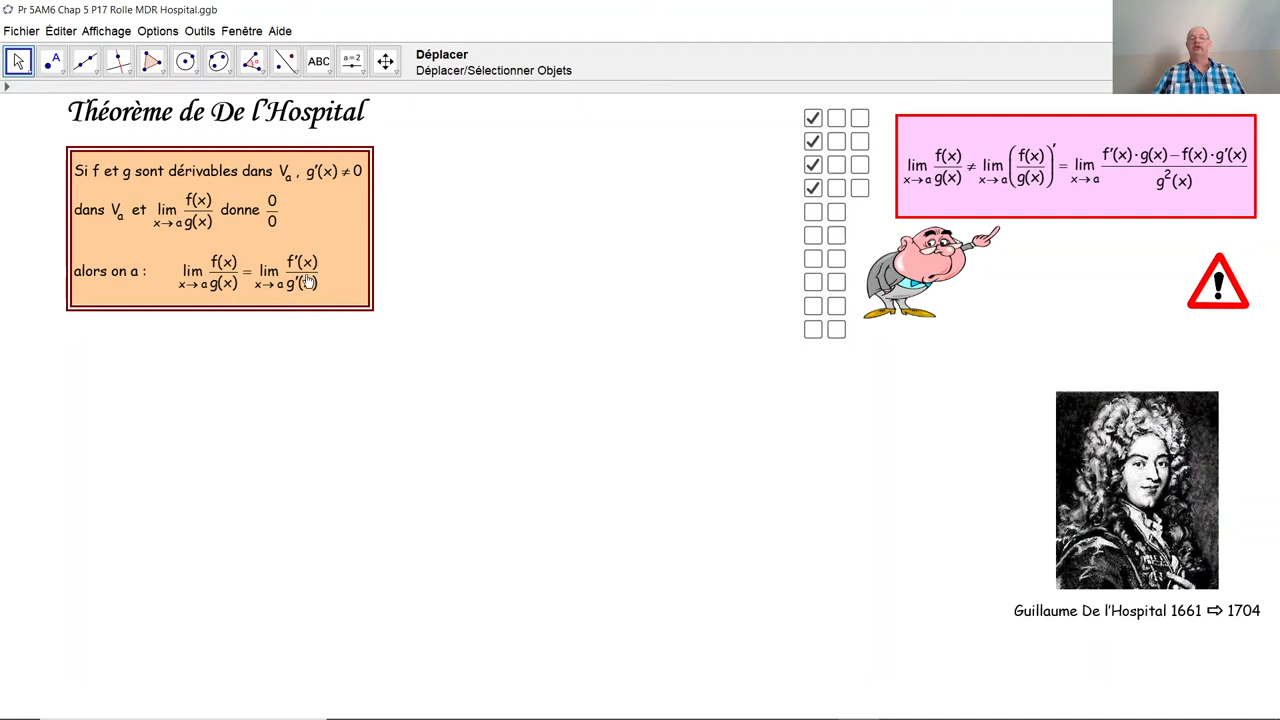 Pr 5AM6 Chap 5 P17 Rolle MDR Hospital.ggb
Fichier Éditer Affichage Options Outils Fenêtre Aide
ABC a=2
Déplacer
Déplacer/Sélectionner Objets
Théorème de De l'Hospital
Si f et g sont dérivables dans Vₐ , g'(x) ≠ 0
dans Vₐ et lim x→a f(x)/g(x) donne 0/0
alors on a : lim x→a f(x)/g(x) = lim x→a f'(x)/g'(x)
lim x→a f(x)/g(x) ≠ lim x→a (f(x)/g(x))' = lim x→a (f'(x)·g(x)−f(x)·g'(x))/g²(x)
Guillaume De l'Hospital 1661 ⇨ 1704